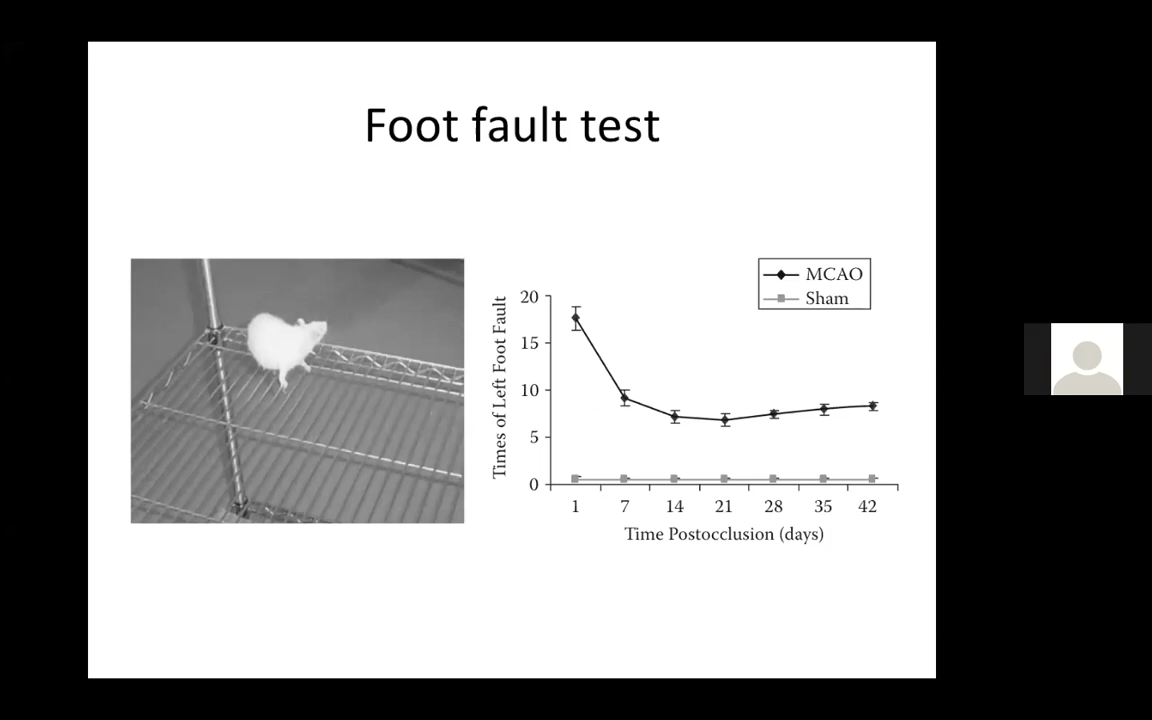 Foot fault test
MCAO
Sham
Times of Left Foot Fault
20
15
10
5
0
1 7 14 21 28 35 42
Time Postocclusion (days)